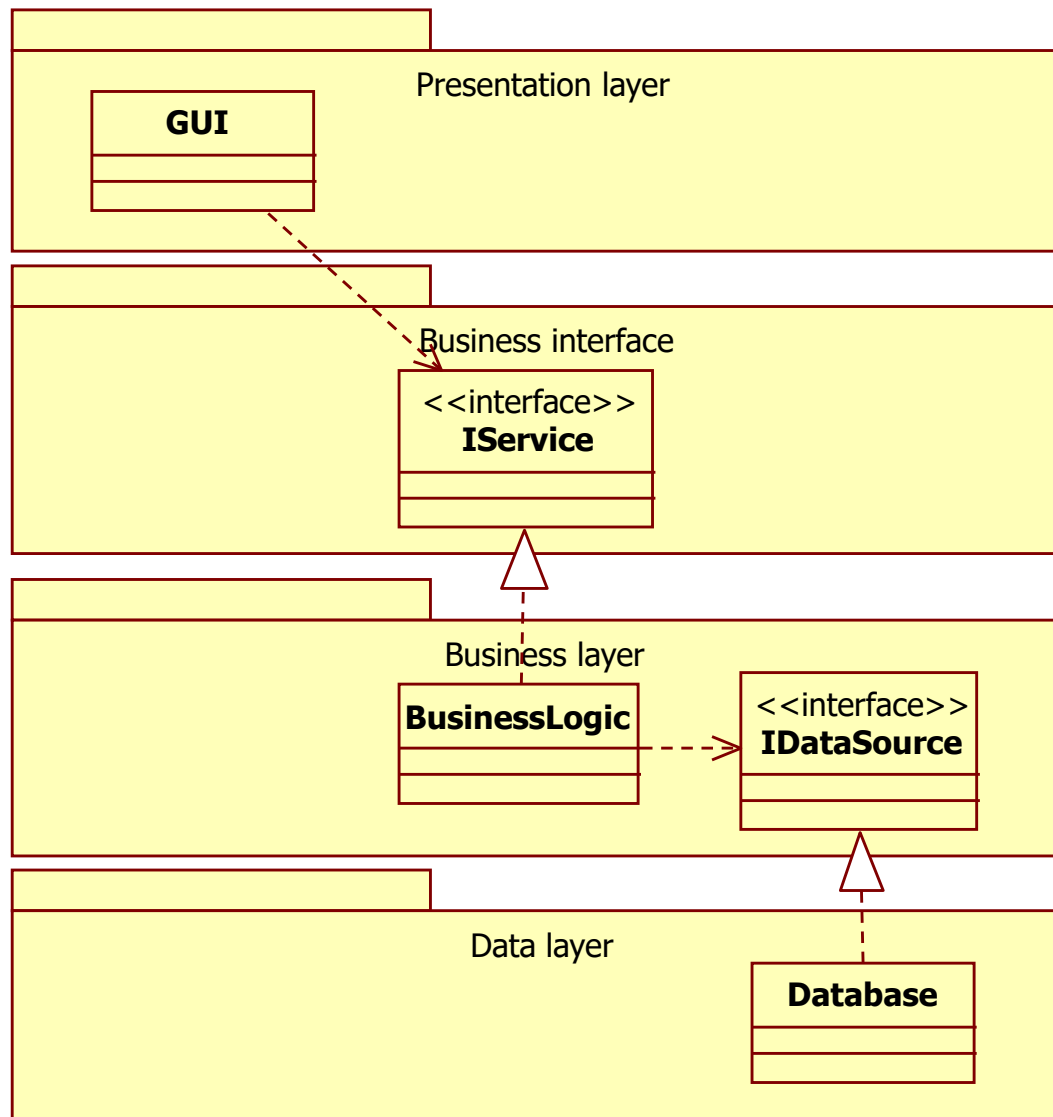 Presentation layer
GUI
Business interface
<<interface>>
IService
Business layer
BusinessLogic
<<interface>>
IDataSource
Data layer
Database